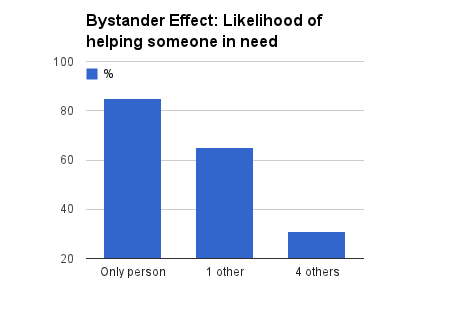 Bystander Effect: Likelihood of
helping someone in need
100
%
80
60
40
20
Only person 1 other 4 others